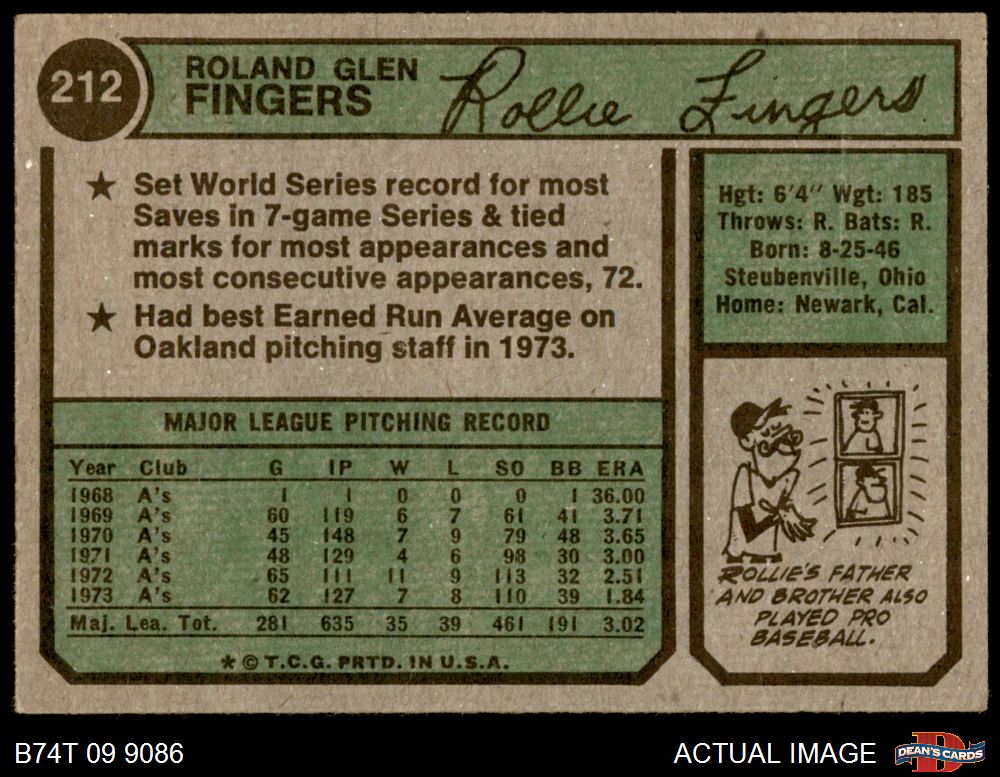 212
ROLAND GLEN
FINGERS
Rollie Fingers
★ Set World Series record for most
Saves in 7-game Series & tied
marks for most appearances and
most consecutive appearances, 72.
★ Had best Earned Run Average on
Oakland pitching staff in 1973.
Hgt: 6'4" Wgt: 185
Throws: R. Bats: R.
Born: 8-25-46
Steubenville, Ohio
Home: Newark, Cal.
MAJOR LEAGUE PITCHING RECORD
Year Club G IP W L SO BB ERA
1968 A's 1 1 0 0 0 1 36.00
1969 A's 60 119 6 7 61 41 3.71
1970 A's 45 148 7 9 79 48 3.65
1971 A's 48 129 4 6 98 30 3.00
1972 A's 65 111 11 9 113 32 2.51
1973 A's 62 127 7 8 110 39 1.84
Maj. Lea. Tot. 281 635 35 39 461 191 3.02
* © T.C.G. PRTD. IN U.S.A.
ROLLIE'S FATHER
AND BROTHER ALSO
PLAYED PRO
BASEBALL.
B74T 09 9086
ACTUAL IMAGE
DEAN'S CARDS